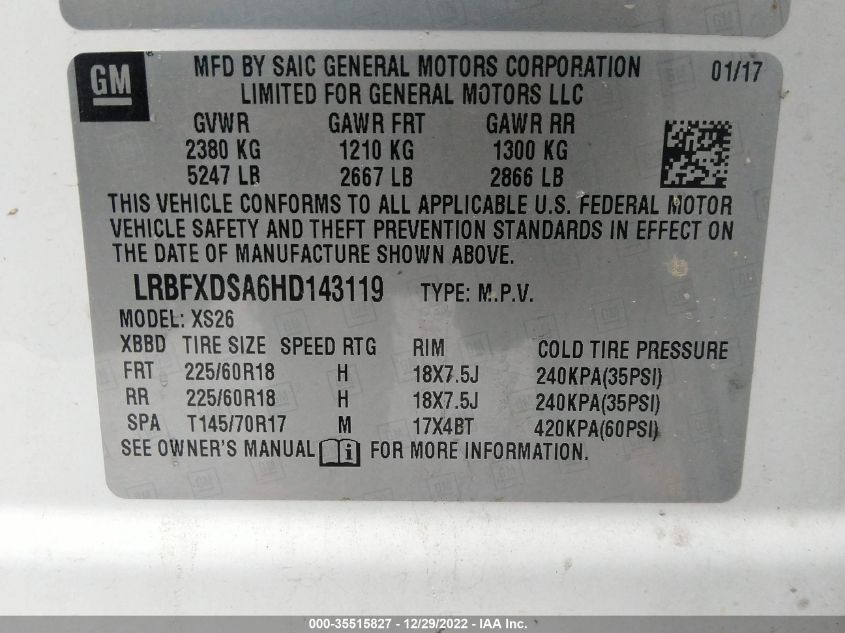 GM
MFD BY SAIC GENERAL MOTORS CORPORATION 01/17
LIMITED FOR GENERAL MOTORS LLC
GVWR GAWR FRT GAWR RR
2380 KG 1210 KG 1300 KG
5247 LB 2667 LB 2866 LB
THIS VEHICLE CONFORMS TO ALL APPLICABLE U.S. FEDERAL MOTOR
VEHICLE SAFETY AND THEFT PREVENTION STANDARDS IN EFFECT ON
THE DATE OF MANUFACTURE SHOWN ABOVE.
LRBFXDSA6HD143119 TYPE: M.P.V.
MODEL: XS26
XBBD TIRE SIZE SPEED RTG RIM COLD TIRE PRESSURE
FRT 225/60R18 H 18X7.5J 240KPA(35PSI)
RR 225/60R18 H 18X7.5J 240KPA(35PSI)
SPA T145/70R17 M 17X4BT 420KPA(60PSI)
SEE OWNER'S MANUAL i FOR MORE INFORMATION.
000-35515827 - 12/29/2022 - IAA Inc.